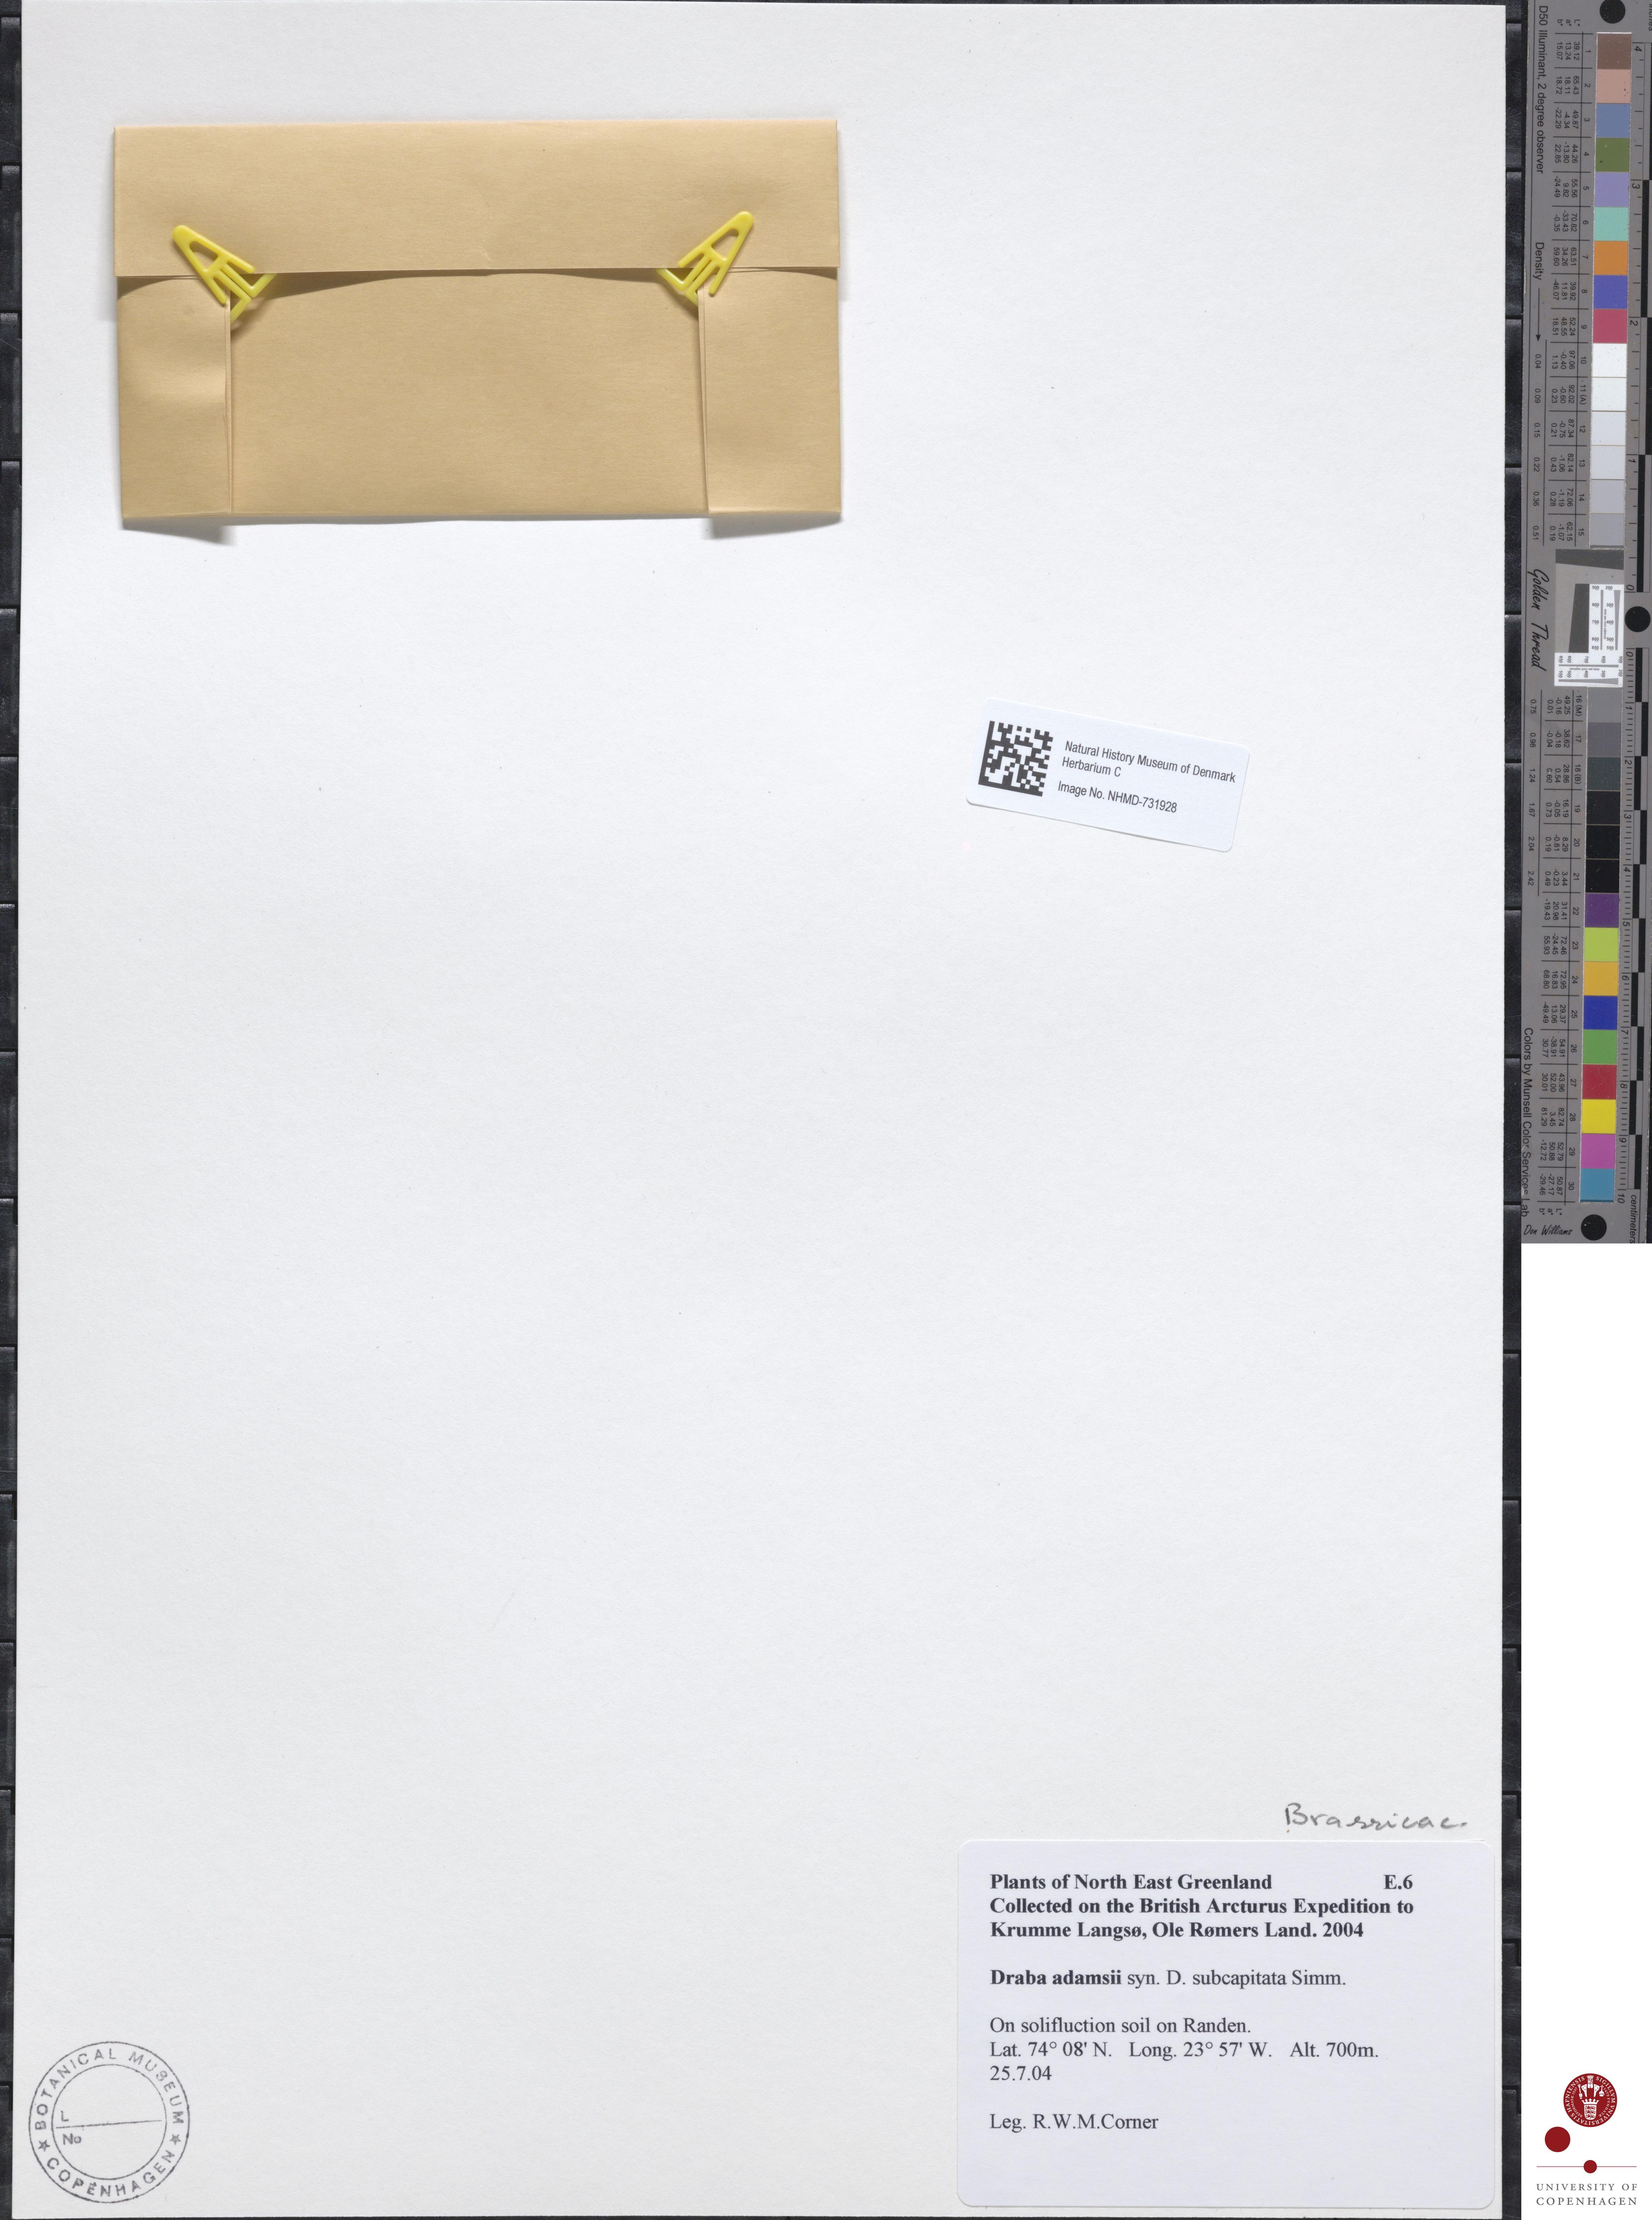 Natural History Museum of Denmark
Herbarium C
Image No. NHMD-731928
Brassicac.
Plants of North East Greenland E.6
Collected on the British Arcturus Expedition to
Krumme Langsø, Ole Rømers Land. 2004
Draba adamsii syn. D. subcapitata Simm.
On solifluction soil on Randen.
Lat. 74° 08' N. Long. 23° 57' W. Alt. 700m.
25.7.04
Leg. R.W.M.Corner
BOTANICAL MUSEUM
L
No
COPENHAGEN
D50 Illuminant, 2 degree observer
Density
Golden Thread
Colors by Munsell Color Services Lab
Don Williams
centimeters
UNIVERSITY OF
COPENHAGEN